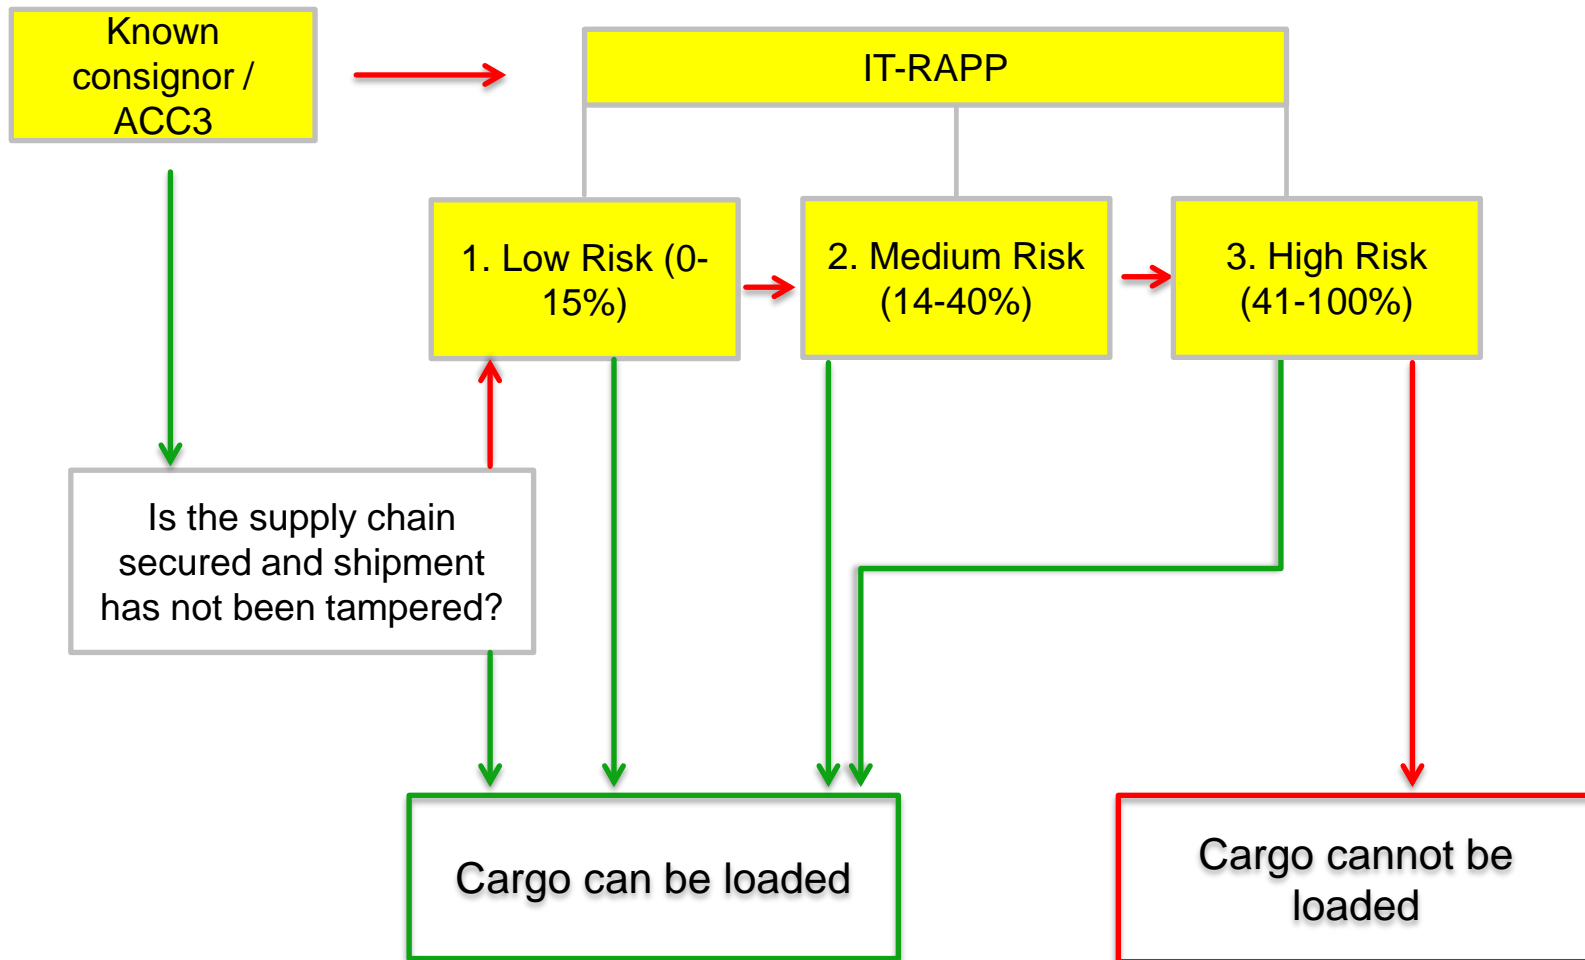 Known
consignor /
ACC3
IT-RAPP
1. Low Risk (0-
15%)
2. Medium Risk
(14-40%)
3. High Risk
(41-100%)
Is the supply chain
secured and shipment
has not been tampered?
Cargo can be loaded
Cargo cannot be
loaded